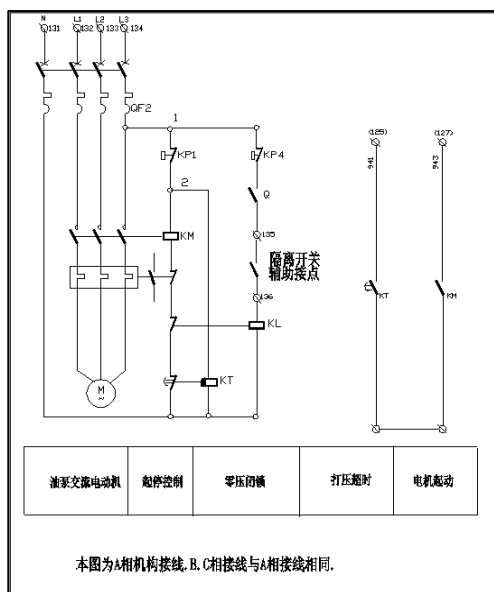 N L1 L2 L3
131 132 133 134
QF2
1
KP1 KP4
2
Q
KM
135
隔离开关
辅助接点
136
KL
KT
M
~
(125) (127)
941 943
KT KM
油泵交流电动机 起停控制 零压闭锁 打压超时 电机起动
本图为A相机构接线.B.C相接线与A相接线相同.